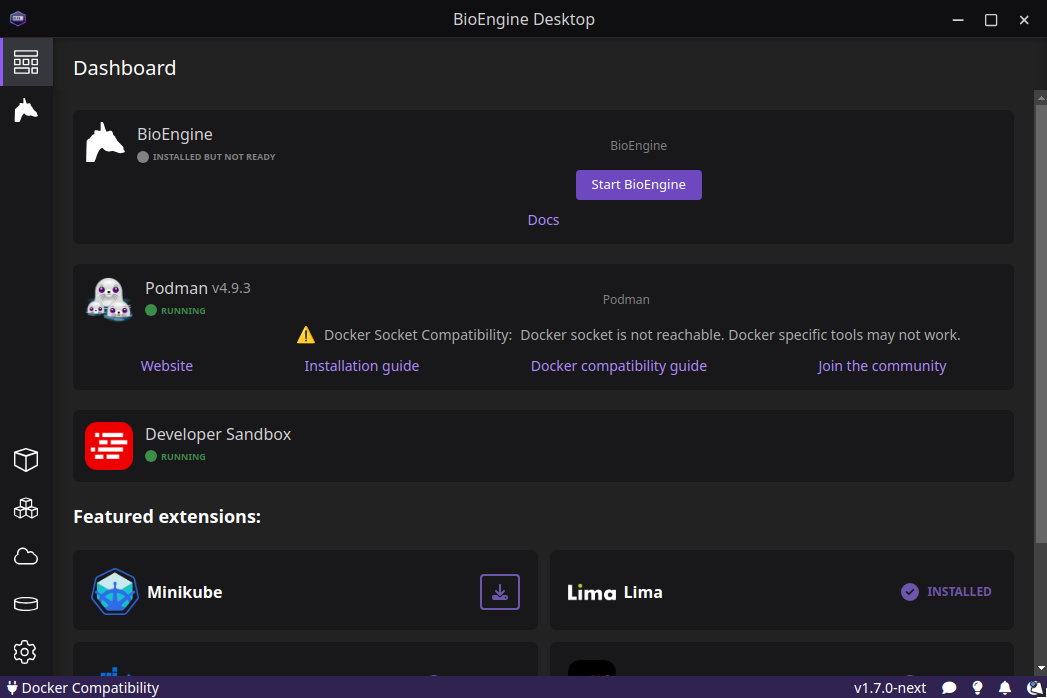 BioEngine Desktop
Dashboard
BioEngine
INSTALLED BUT NOT READY
BioEngine
Start BioEngine
Docs
Podman v4.9.3
RUNNING
Podman
Docker Socket Compatibility: Docker socket is not reachable. Docker specific tools may not work.
Website
Installation guide
Docker compatibility guide
Join the community
Developer Sandbox
RUNNING
Featured extensions:
Minikube
Lima Lima
INSTALLED
Docker Compatibility
v1.7.0-next